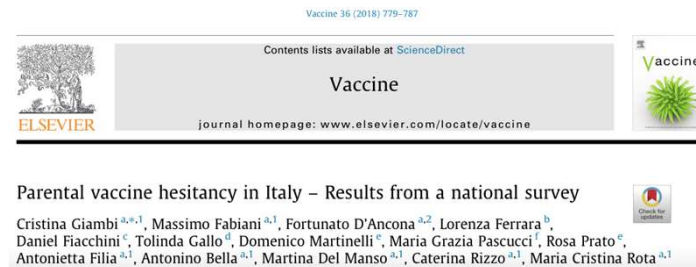 Vaccine 36 (2018) 779–787
Contents lists available at ScienceDirect
Vaccine
journal homepage: www.elsevier.com/locate/vaccine
ELSEVIER
Vaccine
Parental vaccine hesitancy in Italy – Results from a national survey
Check for
updates
Cristina Giambi a,*,1, Massimo Fabiani a,1, Fortunato D'Ancona a,2, Lorenza Ferrara b,
Daniel Fiacchini c, Tolinda Gallo d, Domenico Martinelli e, Maria Grazia Pascucci f, Rosa Prato e,
Antonietta Filia a,1, Antonino Bella a,1, Martina Del Manso a,1, Caterina Rizzo a,1, Maria Cristina Rota a,1